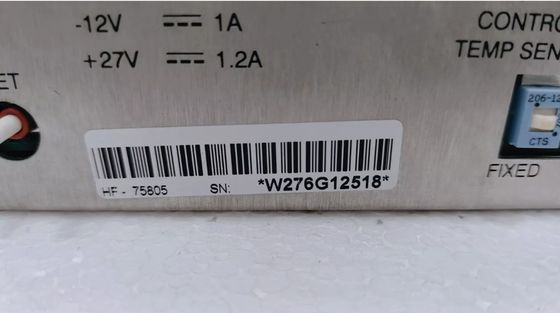 -12V ⎓ 1A
+27V ⎓ 1.2A
CONTRO
TEMP SEN
ET
206-12
CTS
FIXED
HF - 75805 SN: *W276G12518*